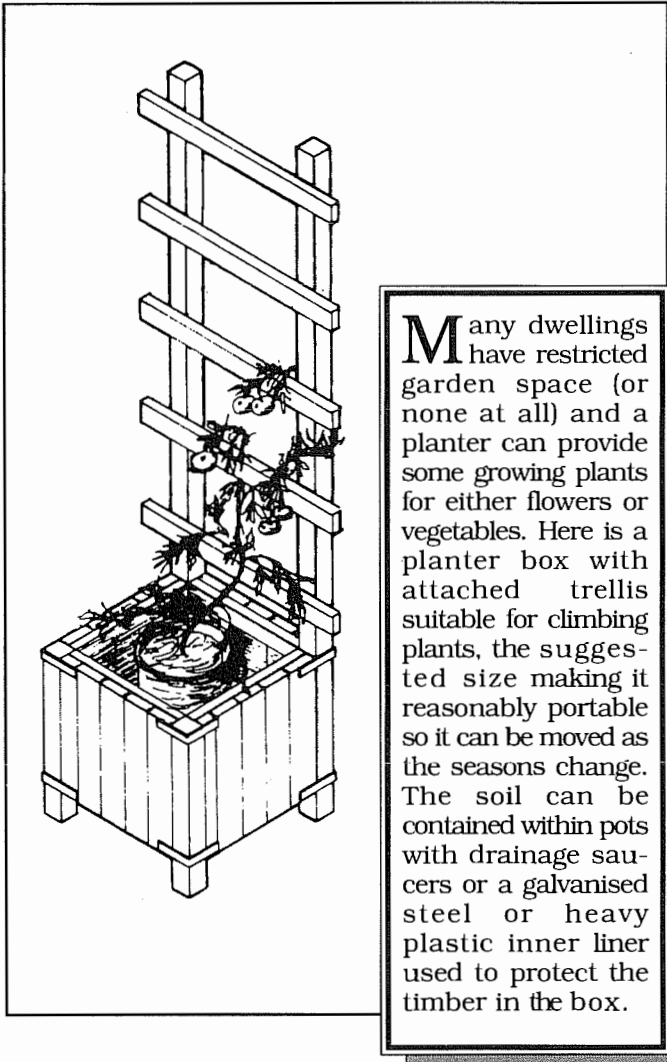 Many dwellings
have restricted
garden space (or
none at all) and a
planter can provide
some growing plants
for either flowers or
vegetables. Here is a
planter box with
attached trellis
suitable for climbing
plants, the sugges-
ted size making it
reasonably portable
so it can be moved as
the seasons change.
The soil can be
contained within pots
with drainage sau-
cers or a galvanised
steel or heavy
plastic inner liner
used to protect the
timber in the box.